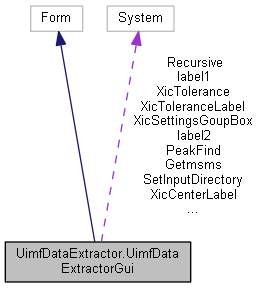 Form
System
Recursive
label1
XicTolerance
XicToleranceLabel
XicSettingsGoupBox
label2
PeakFind
Getmsms
SetInputDirectory
XicCenterLabel
...
UimfDataExtractor.UimfData
ExtractorGui